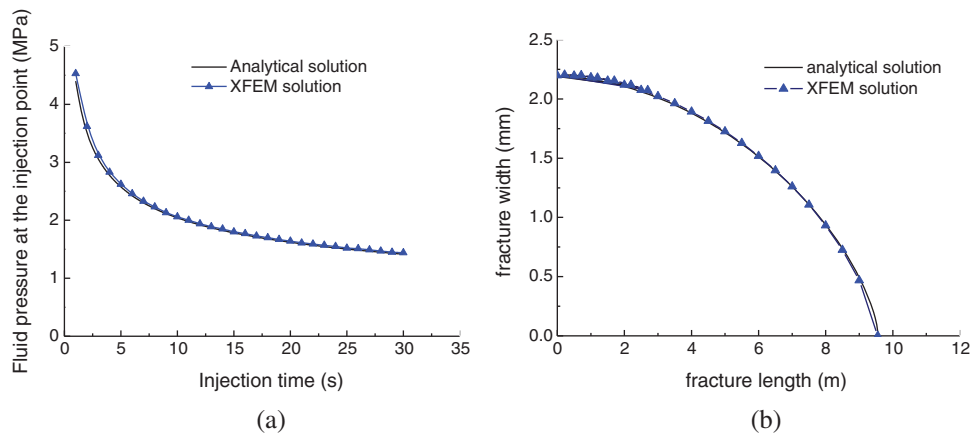 Fluid pressure at the injection point (MPa)
5
4
3
2
1
0
0 5 10 15 20 25 30 35
Injection time (s)
Analytical solution
XFEM solution
(a)
fracture width (mm)
2.5
2.0
1.5
1.0
0.5
0.0
0 2 4 6 8 10 12
fracture length (m)
analytical solution
XFEM solution
(b)